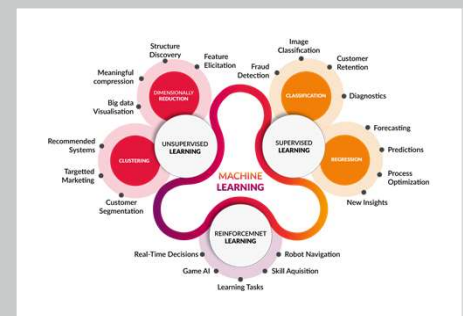 Structure
Discovery
Feature
Elicitation
Meaningful
compression
DIMENSIONALLY
REDUCTION
Big data
Visualisation
Recommended
Systems
CLUSTERING
Targetted
Marketing
Customer
Segmentation
UNSUPERVISED
LEARNING
Image
Classification
Customer
Retention
Fraud
Detection
CLASSIFICATION
Diagnostics
SUPERVISED
LEARNING
Forecasting
REGRESSION
Predictions
Process
Optimization
New Insights
MACHINE
LEARNING
REINFORCEMNET
LEARNING
Real-Time Decisions
Robot Navigation
Game AI
Skill Aquisition
Learning Tasks